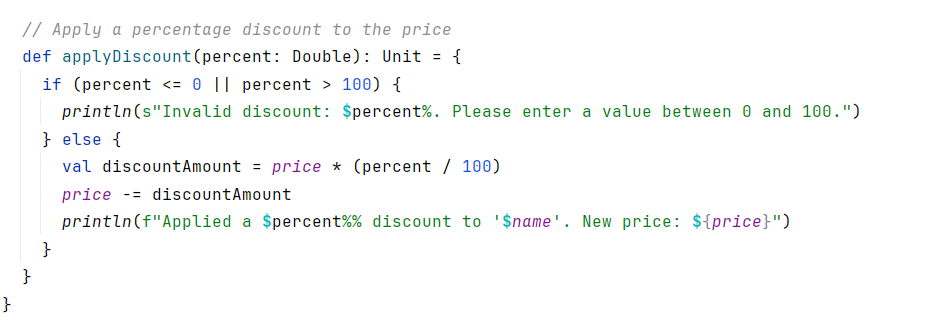 // Apply a percentage discount to the price
def applyDiscount(percent: Double): Unit = {
if (percent <= 0 || percent > 100) {
println(s"Invalid discount: $percent%. Please enter a value between 0 and 100.")
} else {
val discountAmount = price * (percent / 100)
price -= discountAmount
println(f"Applied a $percent%% discount to '$name'. New price: ${price}")
}
}
}